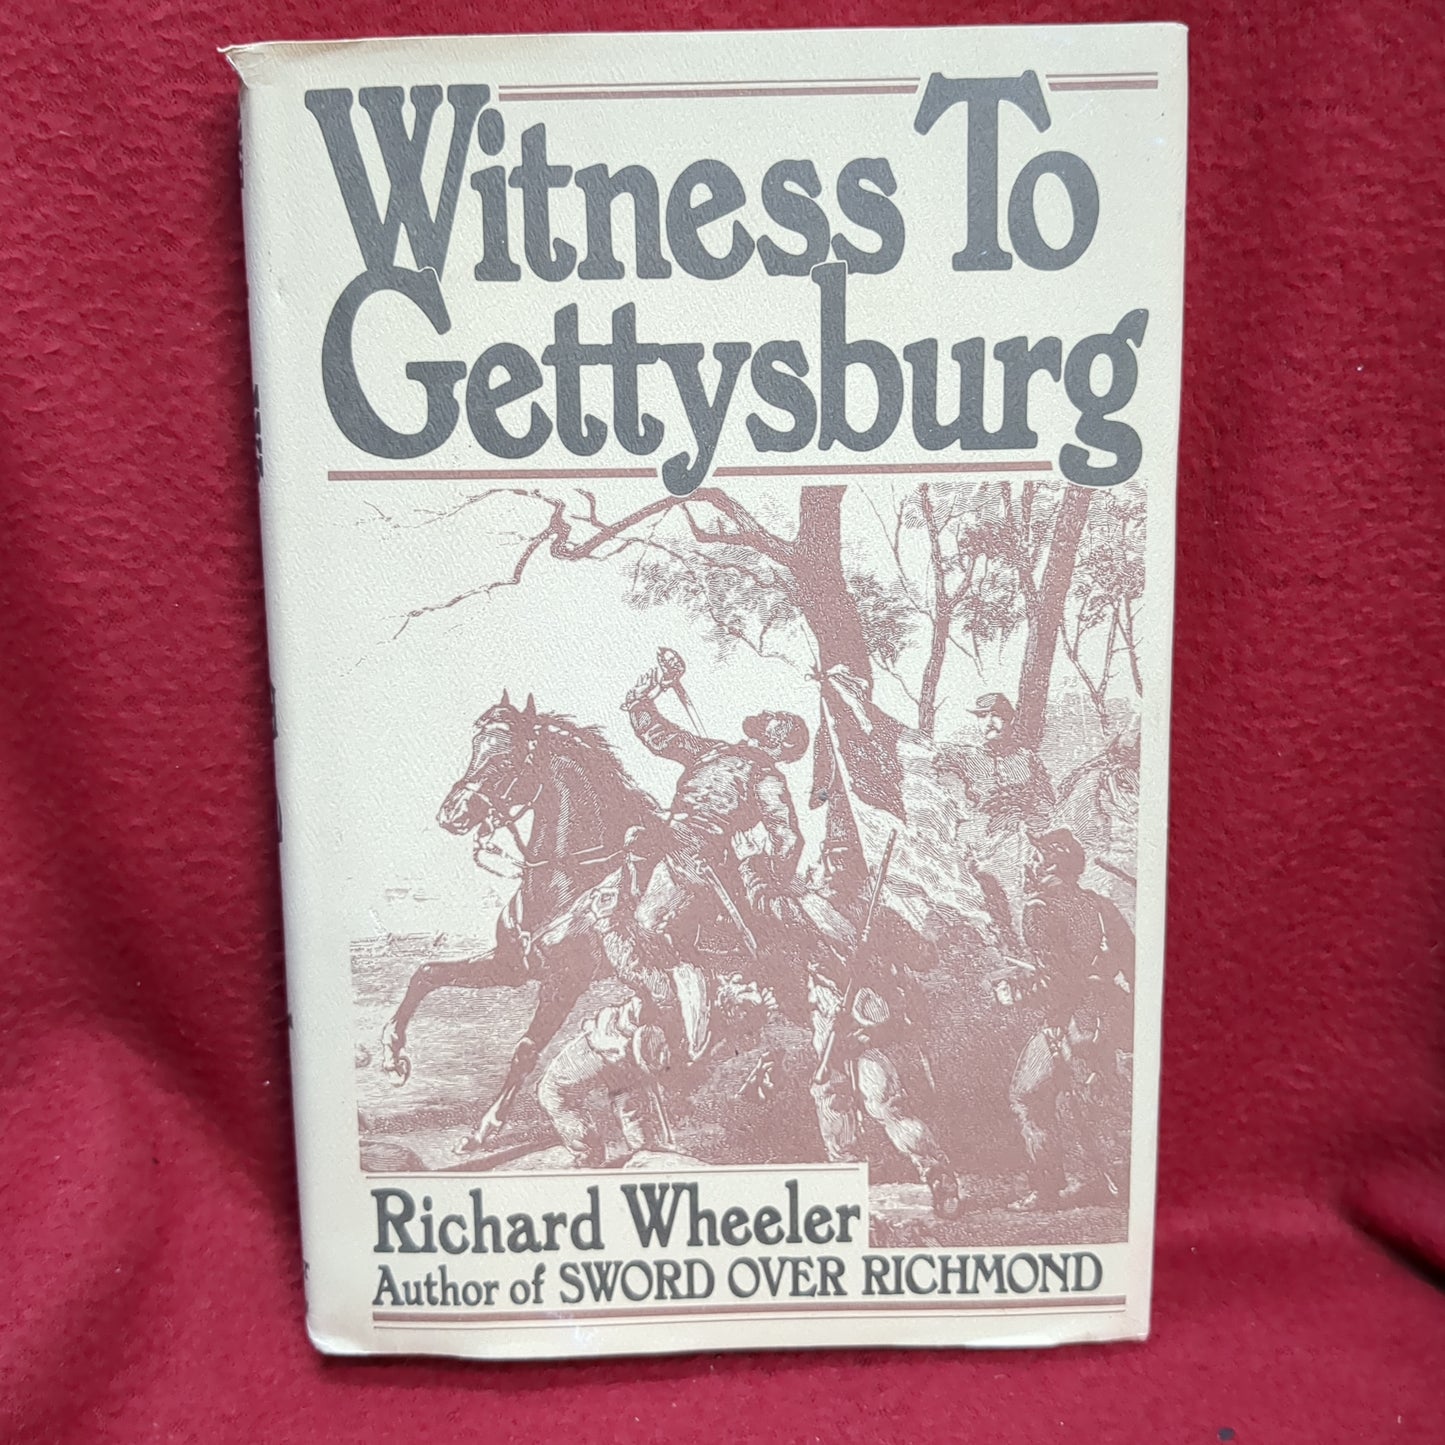 Witness To
Gettysburg
Richard Wheeler
Author of SWORD OVER RICHMOND